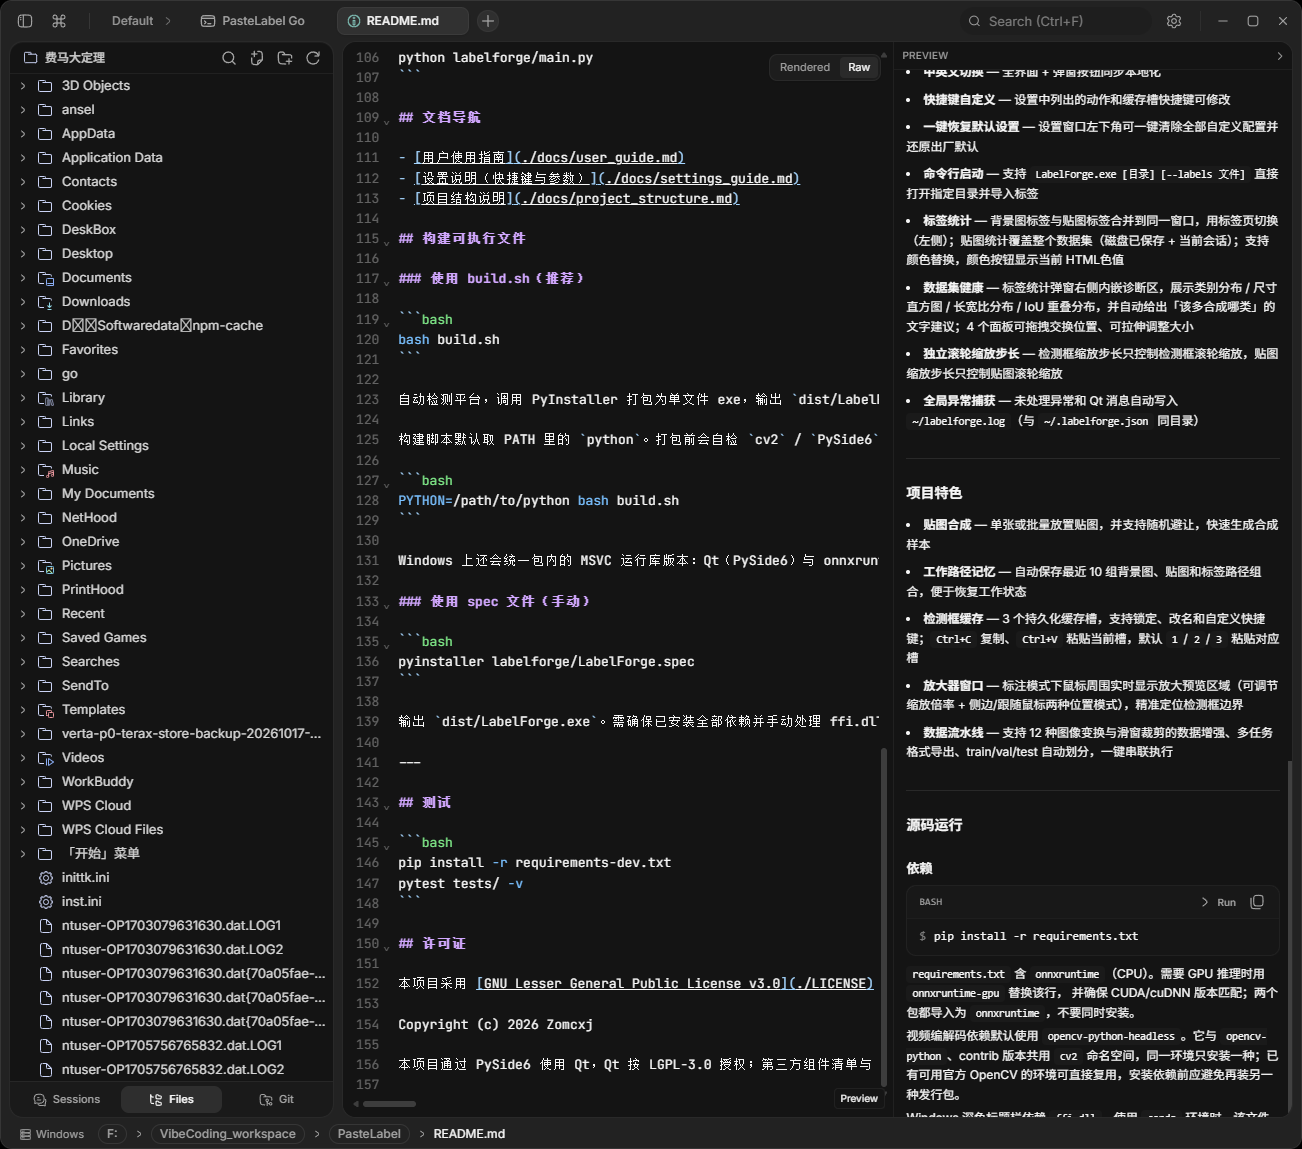 Default
PasteLabel Go
README.md
Search (Ctrl+F)
费马大定理
3D Objects
ansel
AppData
Application Data
Contacts
Cookies
DeskBox
Desktop
Documents
Downloads
Favorites
go
Library
Links
Local Settings
Music
My Documents
NetHood
OneDrive
Pictures
PrintHood
Recent
Saved Games
Searches
SendTo
Templates
verta-p0-terax-store-backup-20261017-...
Videos
WorkBuddy
WPS Cloud
WPS Cloud Files
「开始」菜单
inittk.ini
inst.ini
ntuser-OP1703079631630.dat.LOG1
ntuser-OP1703079631630.dat.LOG2
ntuser-OP1703079631630.dat{70a05fae-...
ntuser-OP1703079631630.dat{70a05fae-...
ntuser-OP1703079631630.dat{70a05fae-...
ntuser-OP1705756765832.dat.LOG1
ntuser-OP1705756765832.dat.LOG2
Sessions
Files
Git
Rendered
Raw
106 python labelforge/main.py
107 ```
108
109 ## 文档导航
110
111 - [用户使用指南](./docs/user_guide.md)
112 - [设置说明（快捷键与参数）](./docs/settings_guide.md)
113 - [项目结构说明](./docs/project_structure.md)
114
115 ## 构建可执行文件
116
117 ### 使用 build.sh（推荐）
118
119 ```bash
120 bash build.sh
121 ```
122
123 自动检测平台，调用 PyInstaller 打包为单文件 exe，输出 `dist/Label
124
125 构建脚本默认取 PATH 里的 `python`。打包前会自检 `cv2` / `PySide6`
126
127 ```bash
128 PYTHON=/path/to/python bash build.sh
129 ```
130
131 Windows 上还会统一包内的 MSVC 运行库版本：Qt（PySide6）与 onnxrun
132
133 ### 使用 spec 文件（手动）
134
135 ```bash
136 pyinstaller labelforge/LabelForge.spec
137 ```
138
139 输出 `dist/LabelForge.exe`。需确保已安装全部依赖并手动处理 ffi.dl
140
141 ---
142
143 ## 测试
144
145 ```bash
146 pip install -r requirements-dev.txt
147 pytest tests/ -v
148 ```
149
150 ## 许可证
151
152 本项目采用 [GNU Lesser General Public License v3.0](./LICENSE)
153
154 Copyright (c) 2026 Zomcxj
155
156 本项目通过 PySide6 使用 Qt，Qt 按 LGPL-3.0 授权；第三方组件清单与
157
Preview
PREVIEW
• 中英文切换 — 全界面 + 弹窗按钮同步本地化
• 快捷键自定义 — 设置中列出的动作和缓存槽快捷键可修改
• 一键恢复默认设置 — 设置窗口左下角可一键清除全部自定义配置并
还原出厂默认
• 命令行启动 — 支持 LabelForge.exe [目录] [--labels 文件] 直接
打开指定目录并导入标签
• 标签统计 — 背景图标签与贴图标签合并到同一窗口，用标签页切换
（左侧）；贴图统计覆盖整个数据集（磁盘已保存 + 当前会话）；支持
颜色替换，颜色按钮显示当前 HTML色值
• 数据集健康 — 标签统计弹窗右侧内嵌诊断区，展示类别分布 / 尺寸
直方图 / 长宽比分布 / IoU 重叠分布，并自动给出「该多合成哪类」的
文字建议；4 个面板可拖拽交换位置、可拉伸调整大小
• 独立滚轮缩放步长 — 检测框缩放步长只控制检测框滚轮缩放，贴图
缩放步长只控制贴图滚轮缩放
• 全局异常捕获 — 未处理异常和 Qt 消息自动写入
~/labelforge.log （与 ~/.labelforge.json 同目录）
项目特色
• 贴图合成 — 单张或批量放置贴图，并支持随机避让，快速生成合成
样本
• 工作路径记忆 — 自动保存最近 10 组背景图、贴图和标签路径组
合，便于恢复工作状态
• 检测框缓存 — 3 个持久化缓存槽，支持锁定、改名和自定义快捷
键； Ctrl+C 复制、 Ctrl+V 粘贴当前槽，默认 1 / 2 / 3 粘贴对应
槽
• 放大器窗口 — 标注模式下鼠标周围实时显示放大预览区域（可调节
缩放倍率 + 侧边/跟随鼠标两种位置模式），精准定位检测框边界
• 数据流水线 — 支持 12 种图像变换与滑窗裁剪的数据增强、多任务
格式导出、train/val/test 自动划分，一键串联执行
源码运行
依赖
BASH
Run
$ pip install -r requirements.txt
requirements.txt 含 onnxruntime （CPU）。需要 GPU 推理时用
onnxruntime-gpu 替换该行， 并确保 CUDA/cuDNN 版本匹配；两个
包都导入为 onnxruntime ，不要同时安装。
视频编解码依赖默认使用 opencv-python-headless 。它与 opencv-
python 、contrib 版本共用 cv2 命名空间，同一环境只安装一种；已
有可用官方 OpenCV 的环境可直接复用，安装依赖前应避免再装另一
种发行包。
Windows
F:
VibeCoding_workspace
PasteLabel
README.md